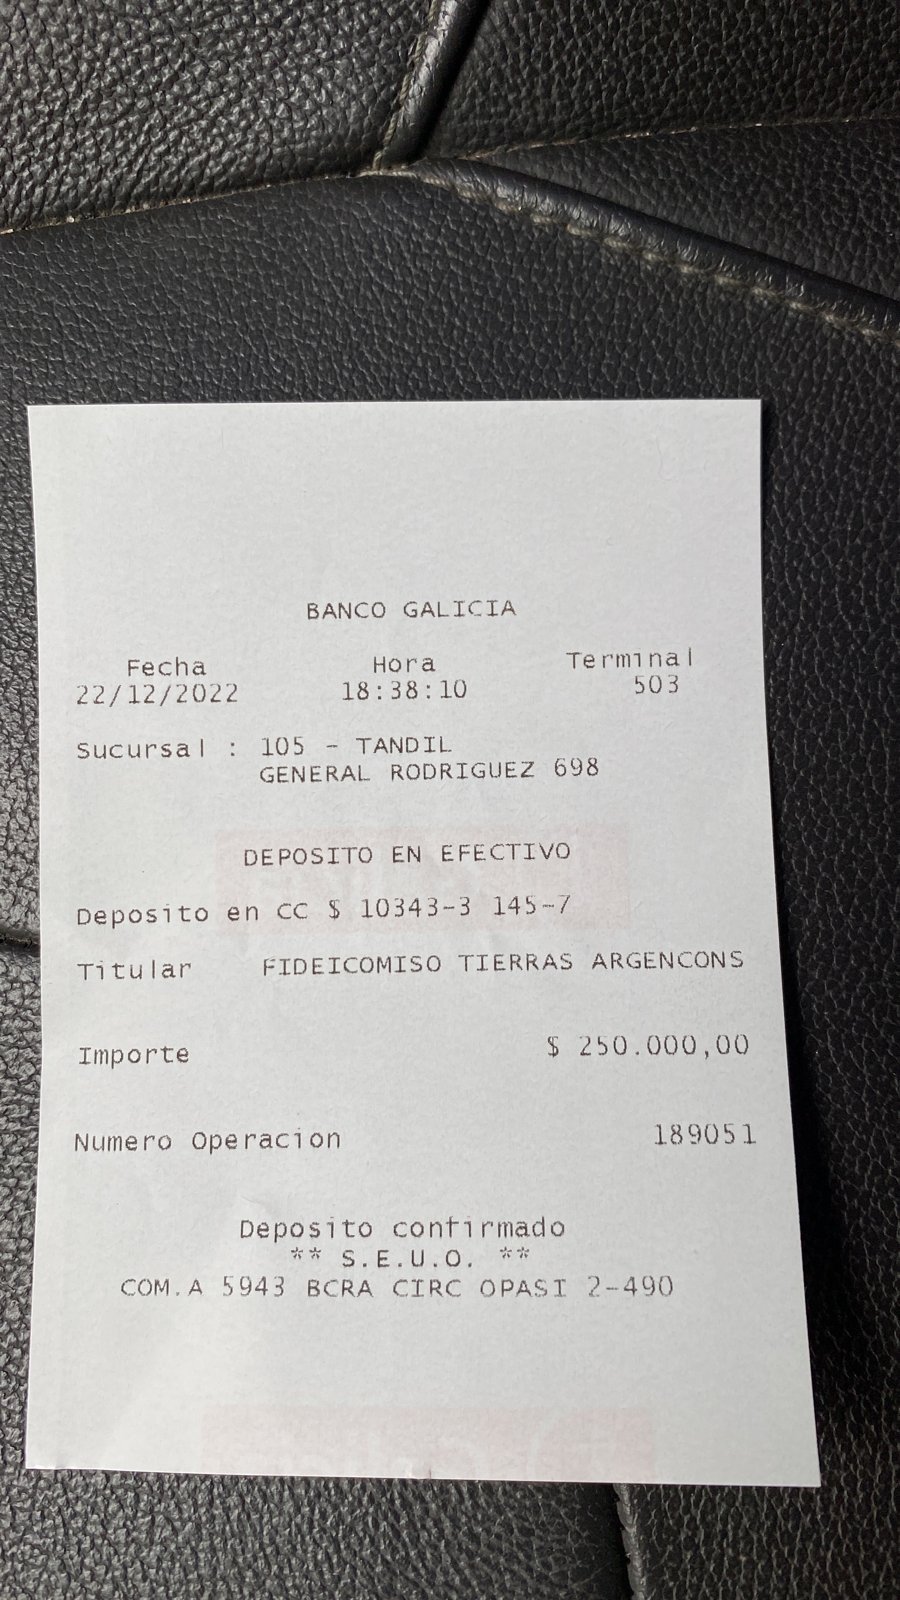 BANCO GALICIA
Fecha Hora Terminal
22/12/2022 18:38:10 503
Sucursal : 105 - TANDIL
GENERAL RODRIGUEZ 698
DEPOSITO EN EFECTIVO
Deposito en CC $ 10343-3 145-7
Titular FIDEICOMISO TIERRAS ARGENCONS
Importe $ 250.000,00
Numero Operacion 189051
Deposito confirmado
** S.E.U.O. **
COM.A 5943 BCRA CIRC OPASI 2-490